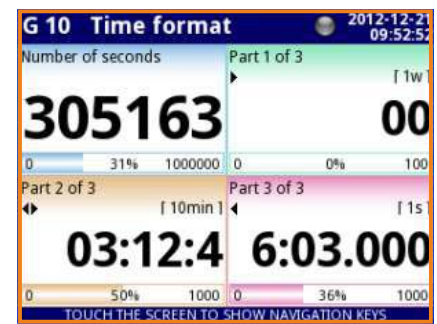 G 10 Time format
2012-12-21
09:52:52
Number of seconds
305163
0 31% 1000000
Part 1 of 3
[ 1w ]
00
0 0% 100
Part 2 of 3
[ 10min ]
03:12:4
0 50% 1000
Part 3 of 3
[ 1s ]
6:03.000
0 36% 1000
TOUCH THE SCREEN TO SHOW NAVIGATION KEYS